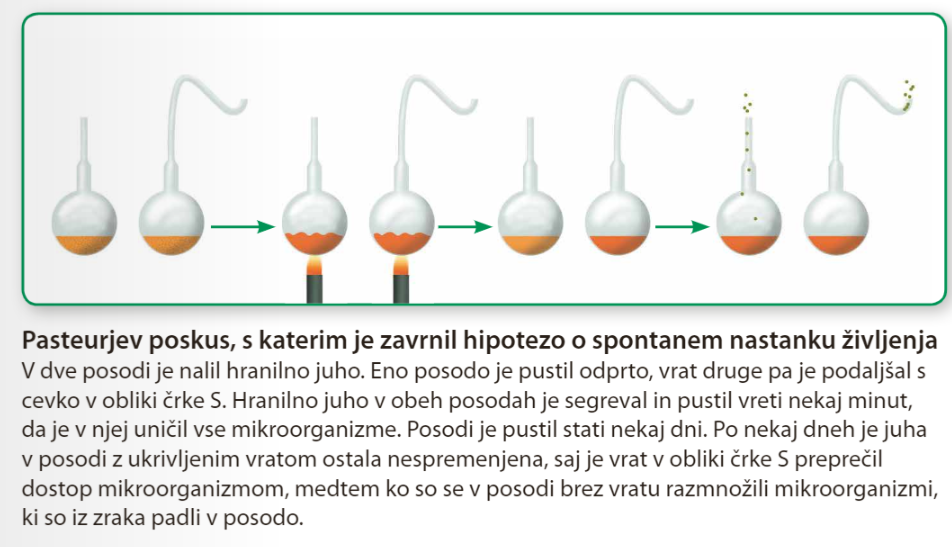 Pasteurjev poskus, s katerim je zavrnil hipotezo o spontanem nastanku življenja
V dve posodi je nalil hranilno juho. Eno posodo je pustil odprto, vrat druge pa je podaljšal s
cevko v obliki črke S. Hranilno juho v obeh posodah je segreval in pustil vreti nekaj minut,
da je v njej uničil vse mikroorganizme. Posodi je pustil stati nekaj dni. Po nekaj dneh je juha
v posodi z ukrivljenim vratom ostala nespremenjena, saj je vrat v obliki črke S preprečil
dostop mikroorganizmom, medtem ko so se v posodi brez vratu razmnožili mikroorganizmi,
ki so iz zraka padli v posodo.